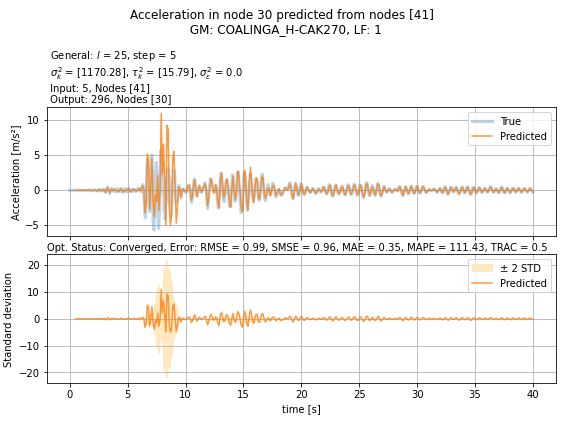 Acceleration in node 30 predicted from nodes [41]
GM: COALINGA_H-CAK270, LF: 1
General: l = 25, step = 5
σ²ₖ = [1170.28], τ²ₖ = [15.79], σ²ε = 0.0
Input: 5, Nodes [41]
Output: 296, Nodes [30]
Acceleration [m/s²]
10
5
0
−5
True
Predicted
Opt. Status: Converged, Error: RMSE = 0.99, SMSE = 0.96, MAE = 0.35, MAPE = 111.43, TRAC = 0.5
Standard deviation
20
10
0
−10
−20
± 2 STD
Predicted
0 5 10 15 20 25 30 35 40
time [s]